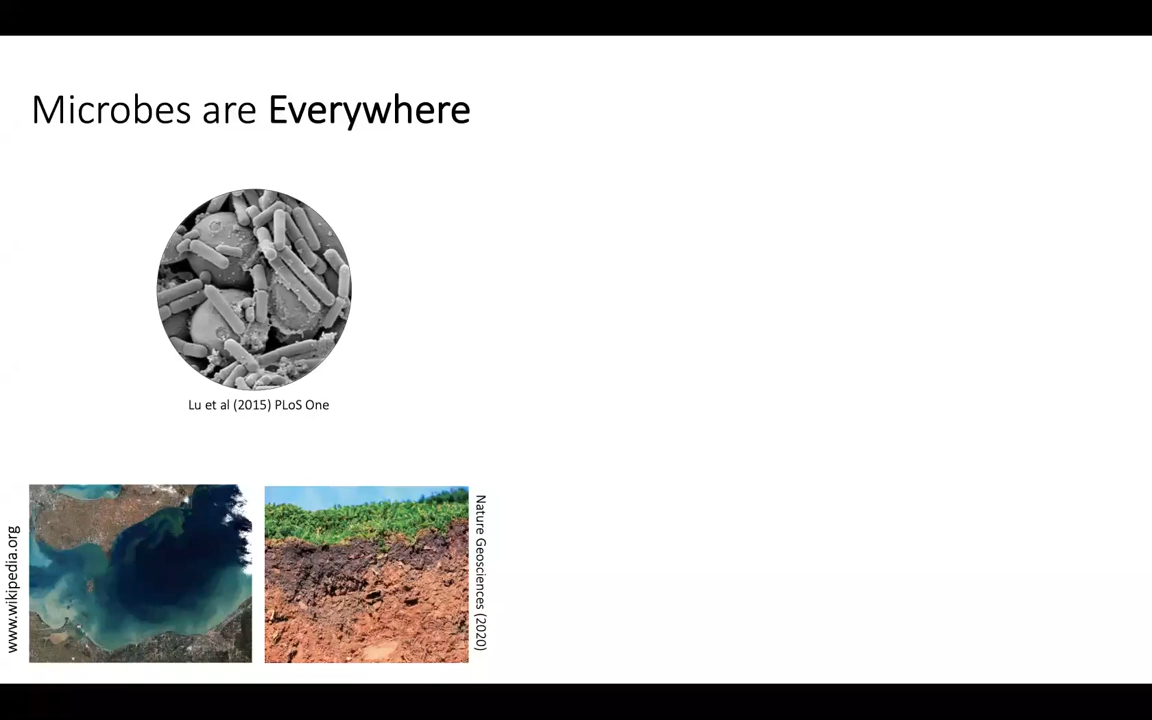 Microbes are Everywhere
Lu et al (2015) PLoS One
www.wikipedia.org
Nature Geosciences (2020)